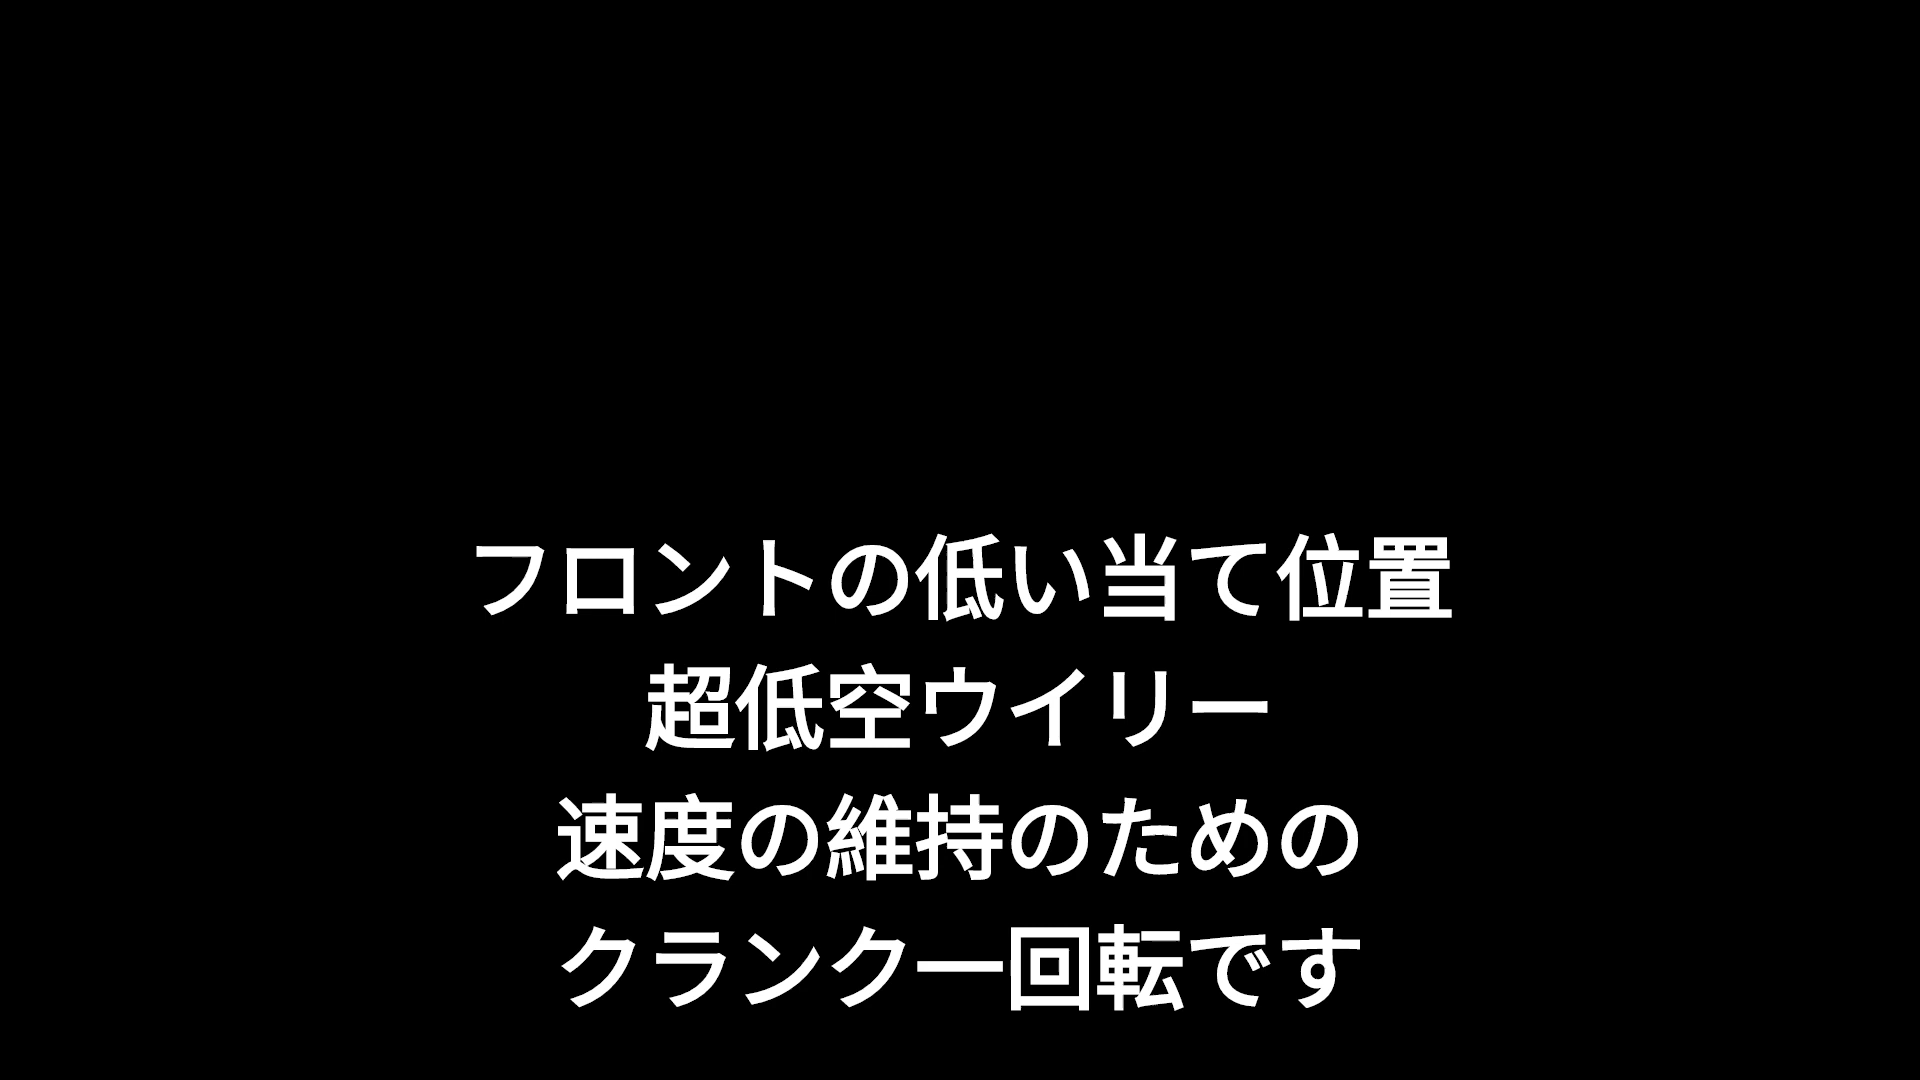 フロントの低い当て位置
超低空ウイリー
速度の維持のための
クランク一回転です